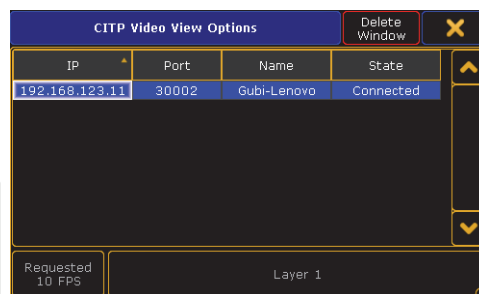 CITP Video View Options
Delete
Window
IP Port Name State
192.168.123.11 30002 Gubi-Lenovo Connected
Requested
10 FPS
Layer 1